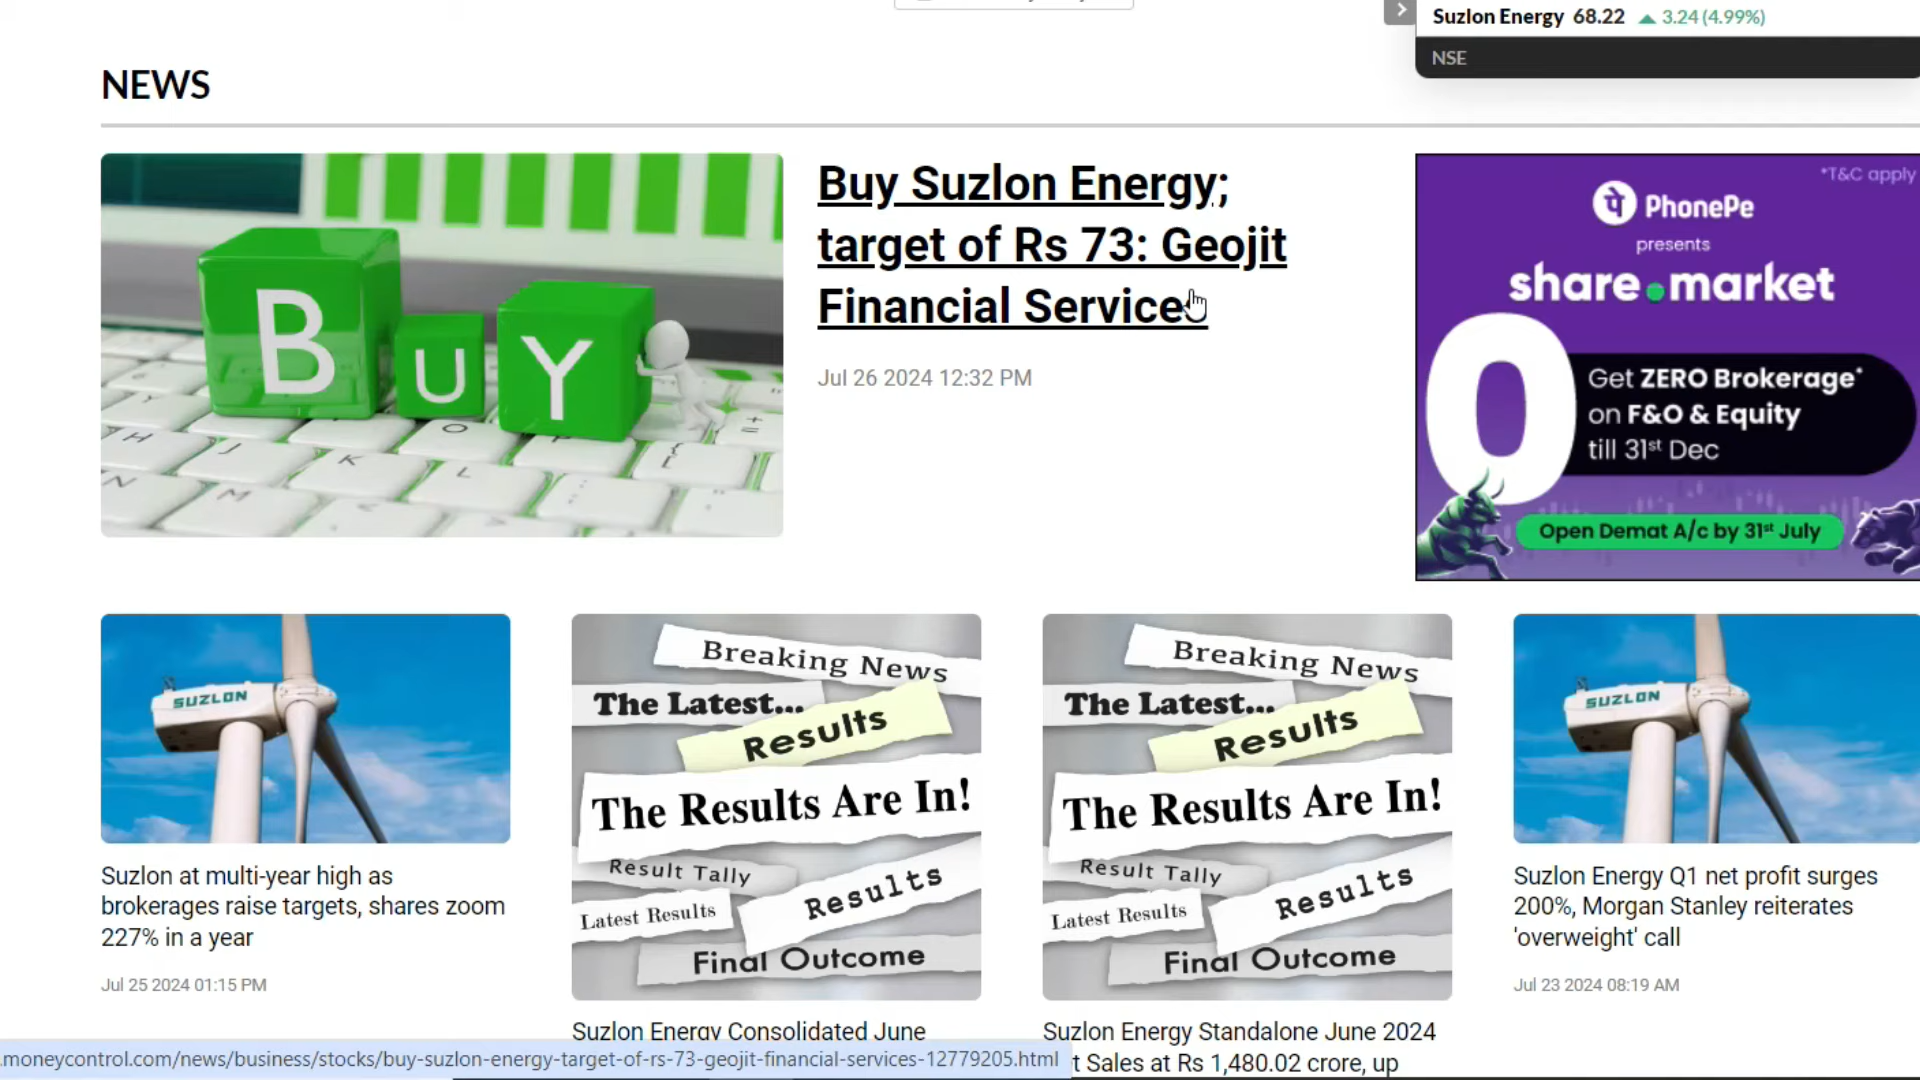 Suzlon Energy 68.22 ▲ 3.24 (4.99%)
NSE
NEWS
BUY
Buy Suzlon Energy;
target of Rs 73: Geojit
Financial Services
Jul 26 2024 12:32 PM
*T&C apply
PhonePe
presents
share.market
0
Get ZERO Brokerage*
on F&O & Equity
till 31st Dec
Open Demat A/c by 31st July
SUZLON
Suzlon at multi-year high as
brokerages raise targets, shares zoom
227% in a year
Jul 25 2024 01:15 PM
Breaking News
The Latest...
Results
The Results Are In!
Result Tally
Results
Latest Results
Final Outcome
Suzlon Energy Consolidated June
Breaking News
The Latest...
Results
The Results Are In!
Result Tally
Results
Latest Results
Final Outcome
Suzlon Energy Standalone June 2024
t Sales at Rs 1,480.02 crore, up
SUZLON
Suzlon Energy Q1 net profit surges
200%, Morgan Stanley reiterates
'overweight' call
Jul 23 2024 08:19 AM
.moneycontrol.com/news/business/stocks/buy-suzlon-energy-target-of-rs-73-geojit-financial-services-12779205.html